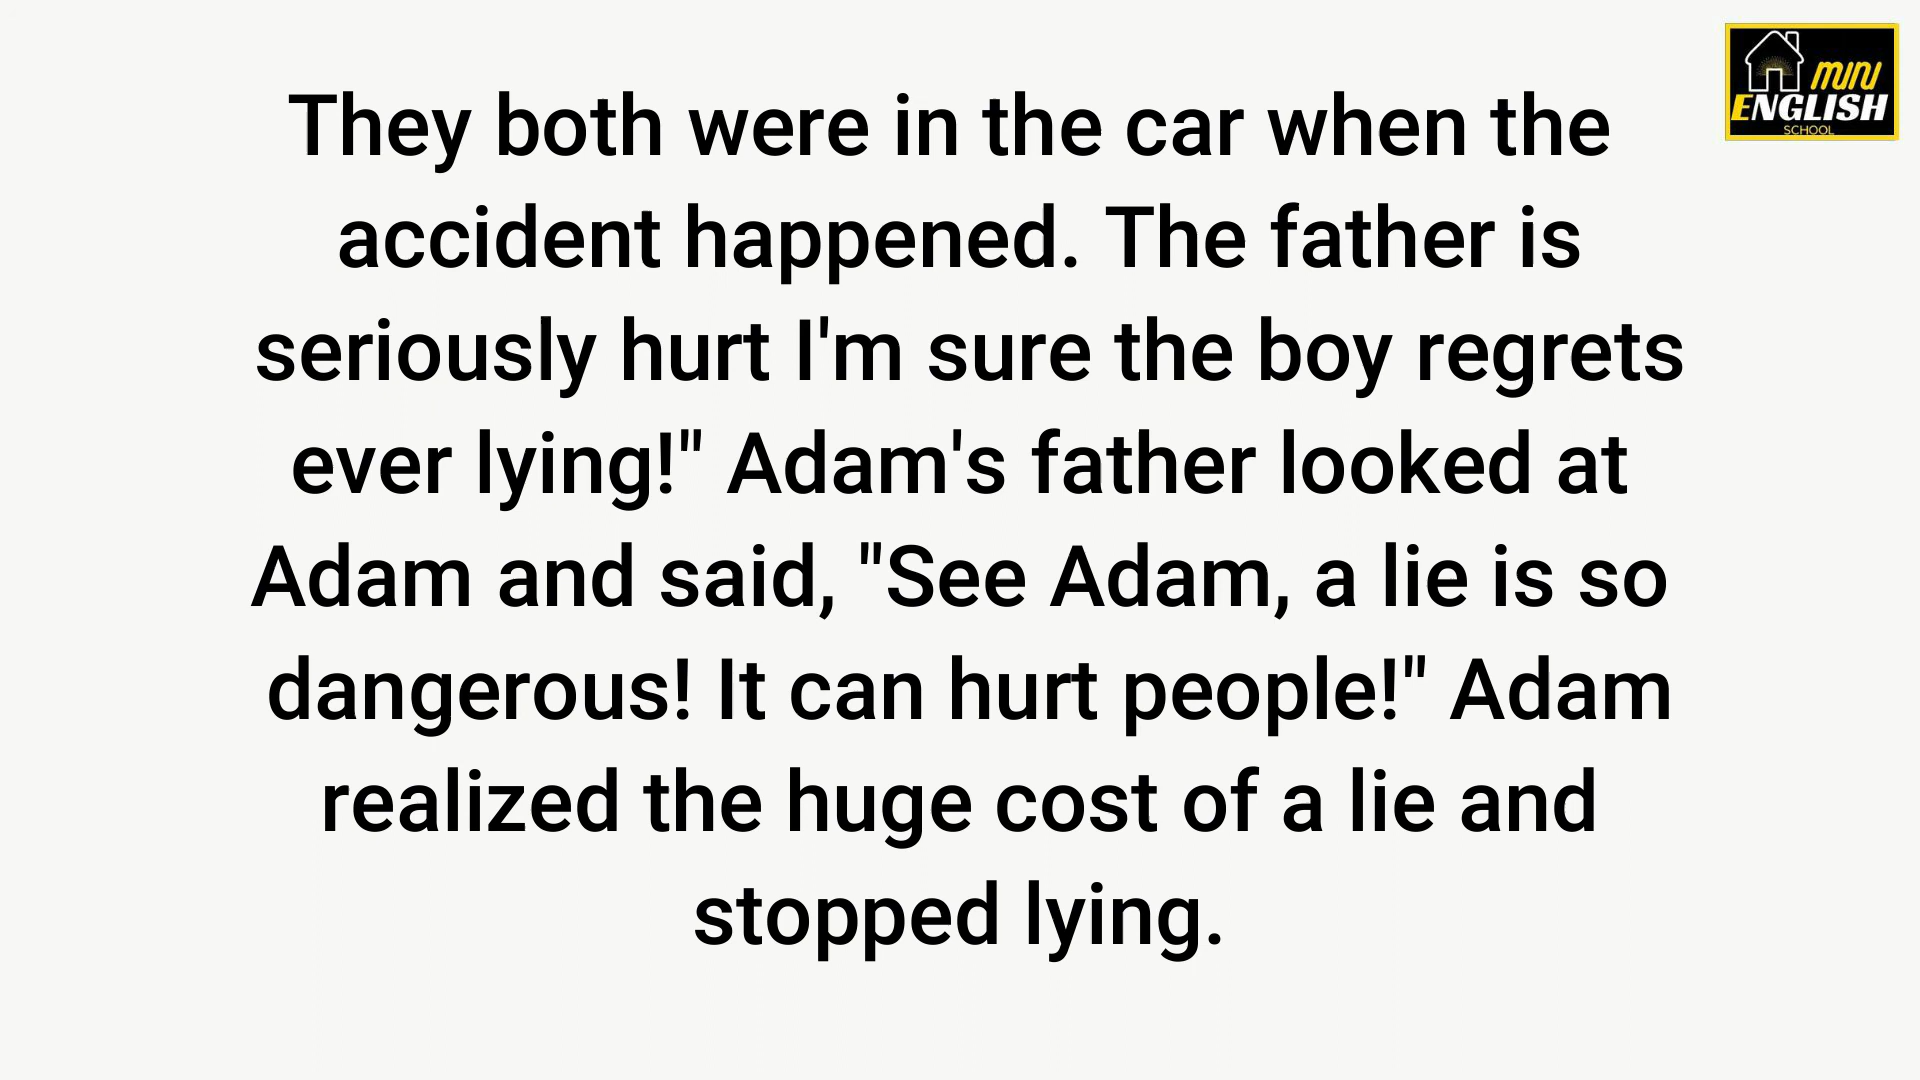 mini
ENGLISH
SCHOOL
They both were in the car when the
accident happened. The father is
seriously hurt I'm sure the boy regrets
ever lying!" Adam's father looked at
Adam and said, "See Adam, a lie is so
dangerous! It can hurt people!" Adam
realized the huge cost of a lie and
stopped lying.